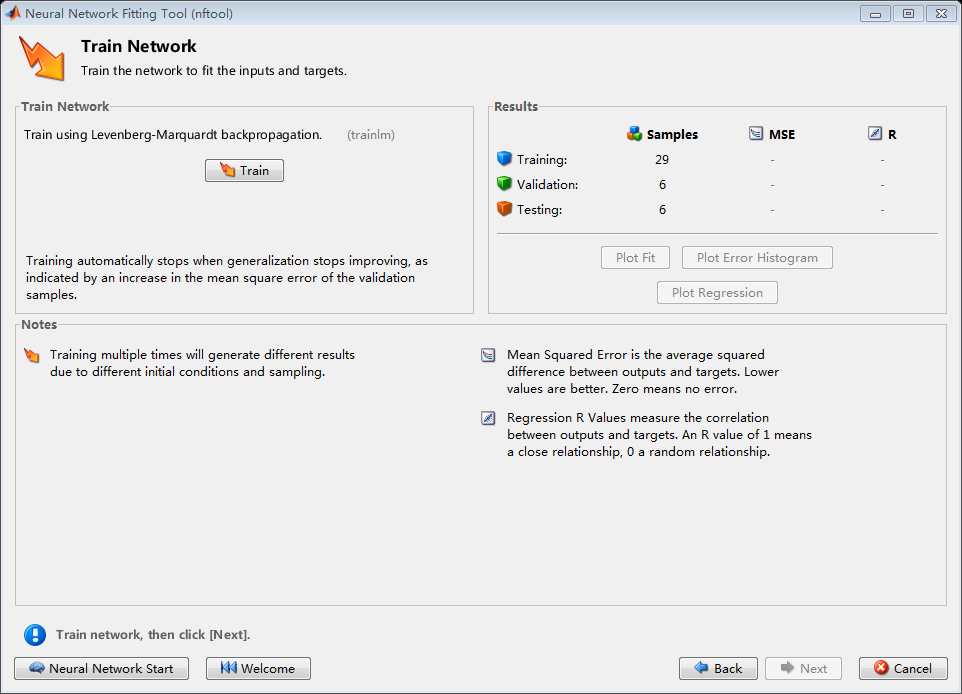 Neural Network Fitting Tool (nftool)
Train Network
Train the network to fit the inputs and targets.
Train Network
Train using Levenberg-Marquardt backpropagation. (trainlm)
Train
Training automatically stops when generalization stops improving, as
indicated by an increase in the mean square error of the validation
samples.
Results
Samples MSE R
Training: 29 - -
Validation: 6 - -
Testing: 6 - -
Plot Fit Plot Error Histogram
Plot Regression
Notes
Training multiple times will generate different results
due to different initial conditions and sampling.
Mean Squared Error is the average squared
difference between outputs and targets. Lower
values are better. Zero means no error.
Regression R Values measure the correlation
between outputs and targets. An R value of 1 means
a close relationship, 0 a random relationship.
Train network, then click [Next].
Neural Network Start Welcome Back Next Cancel